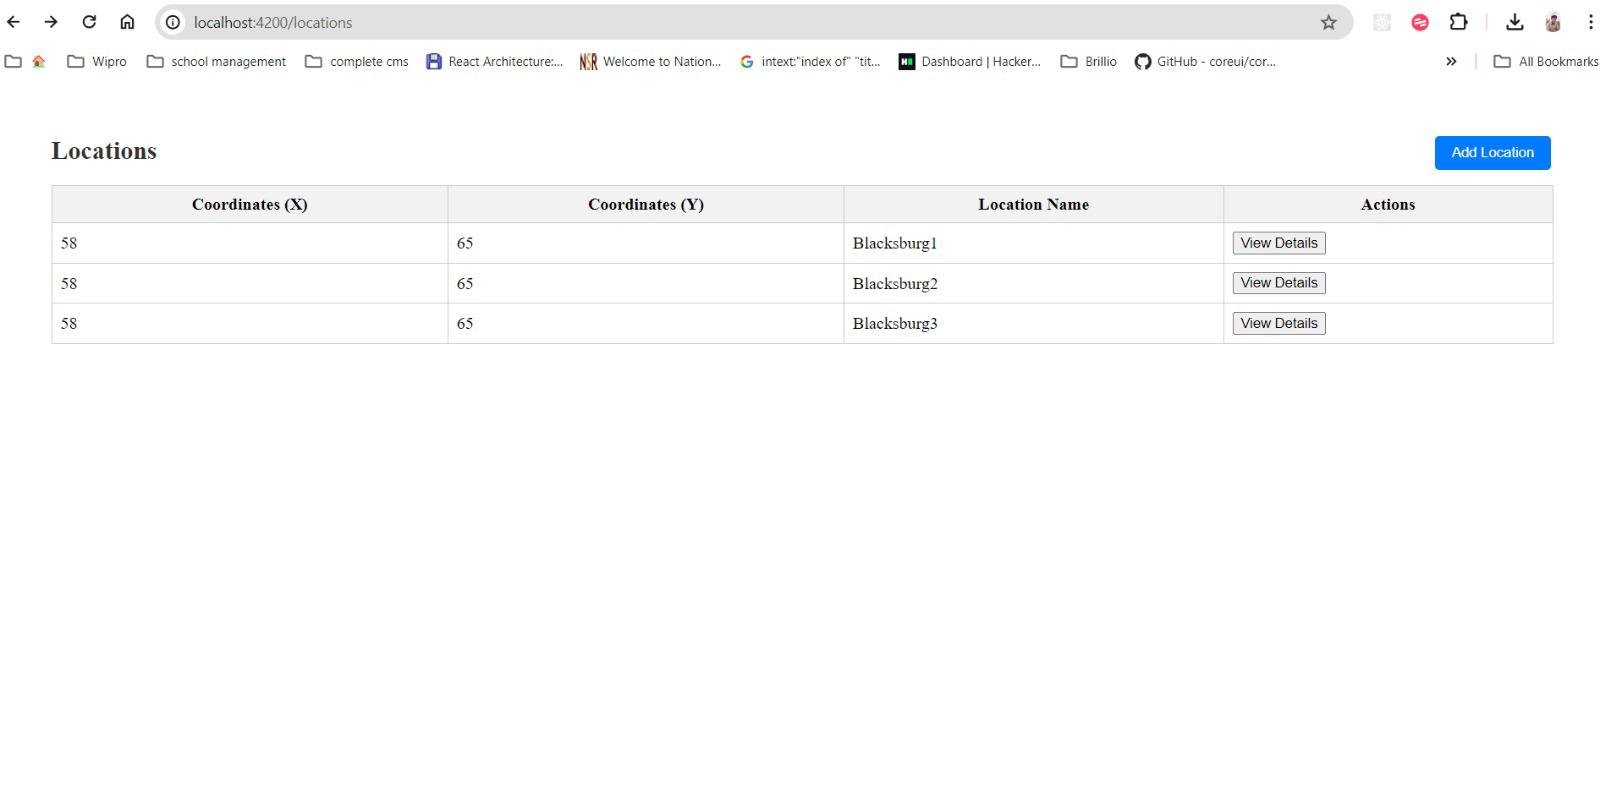 localhost:4200/locations
Wipro school management complete cms React Architecture:... NSR Welcome to Nation... intext:"index of" "tit... Dashboard | Hacker... Brillio GitHub - coreui/cor... » All Bookmarks
Locations
Add Location
Coordinates (X) Coordinates (Y) Location Name Actions
58 65 Blacksburg1 View Details
58 65 Blacksburg2 View Details
58 65 Blacksburg3 View Details